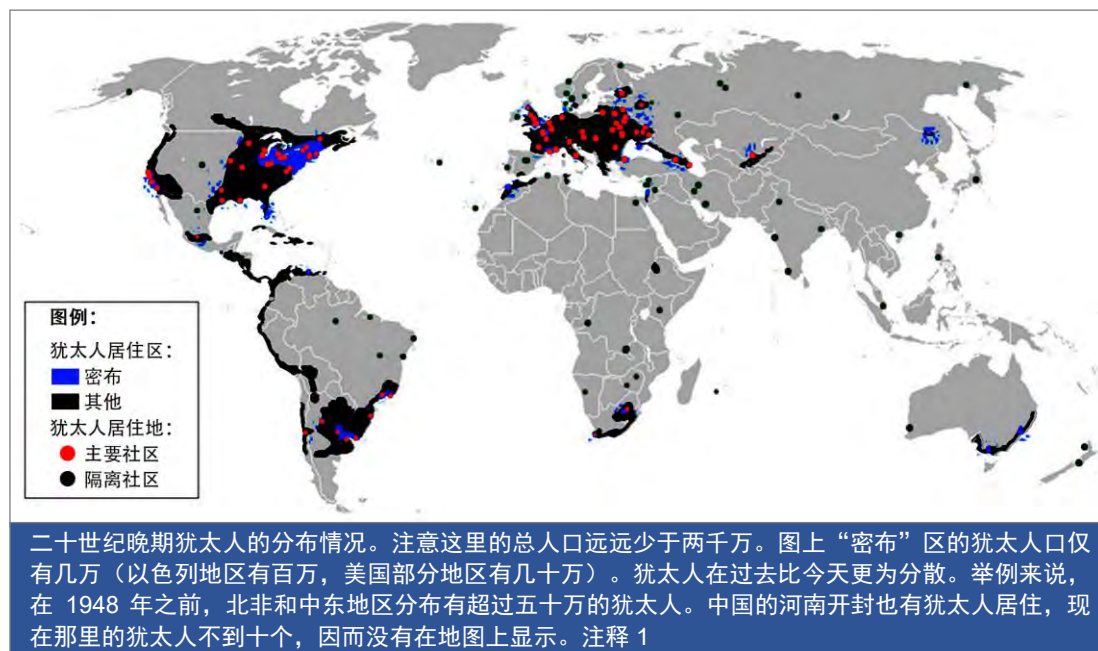 图例：
犹太人居住区：
密布
其他
犹太人居住地：
主要社区
隔离社区
二十世纪晚期犹太人的分布情况。注意这里的总人口远远少于两千万。图上“密布”区的犹太人口仅
有几万（以色列地区有百万，美国部分地区有几十万）。犹太人在过去比今天更为分散。举例来说，
在 1948 年之前，北非和中东地区分布有超过五十万的犹太人。中国的河南开封也有犹太人居住，现
在那里的犹太人不到十个，因而没有在地图上显示。注释 1